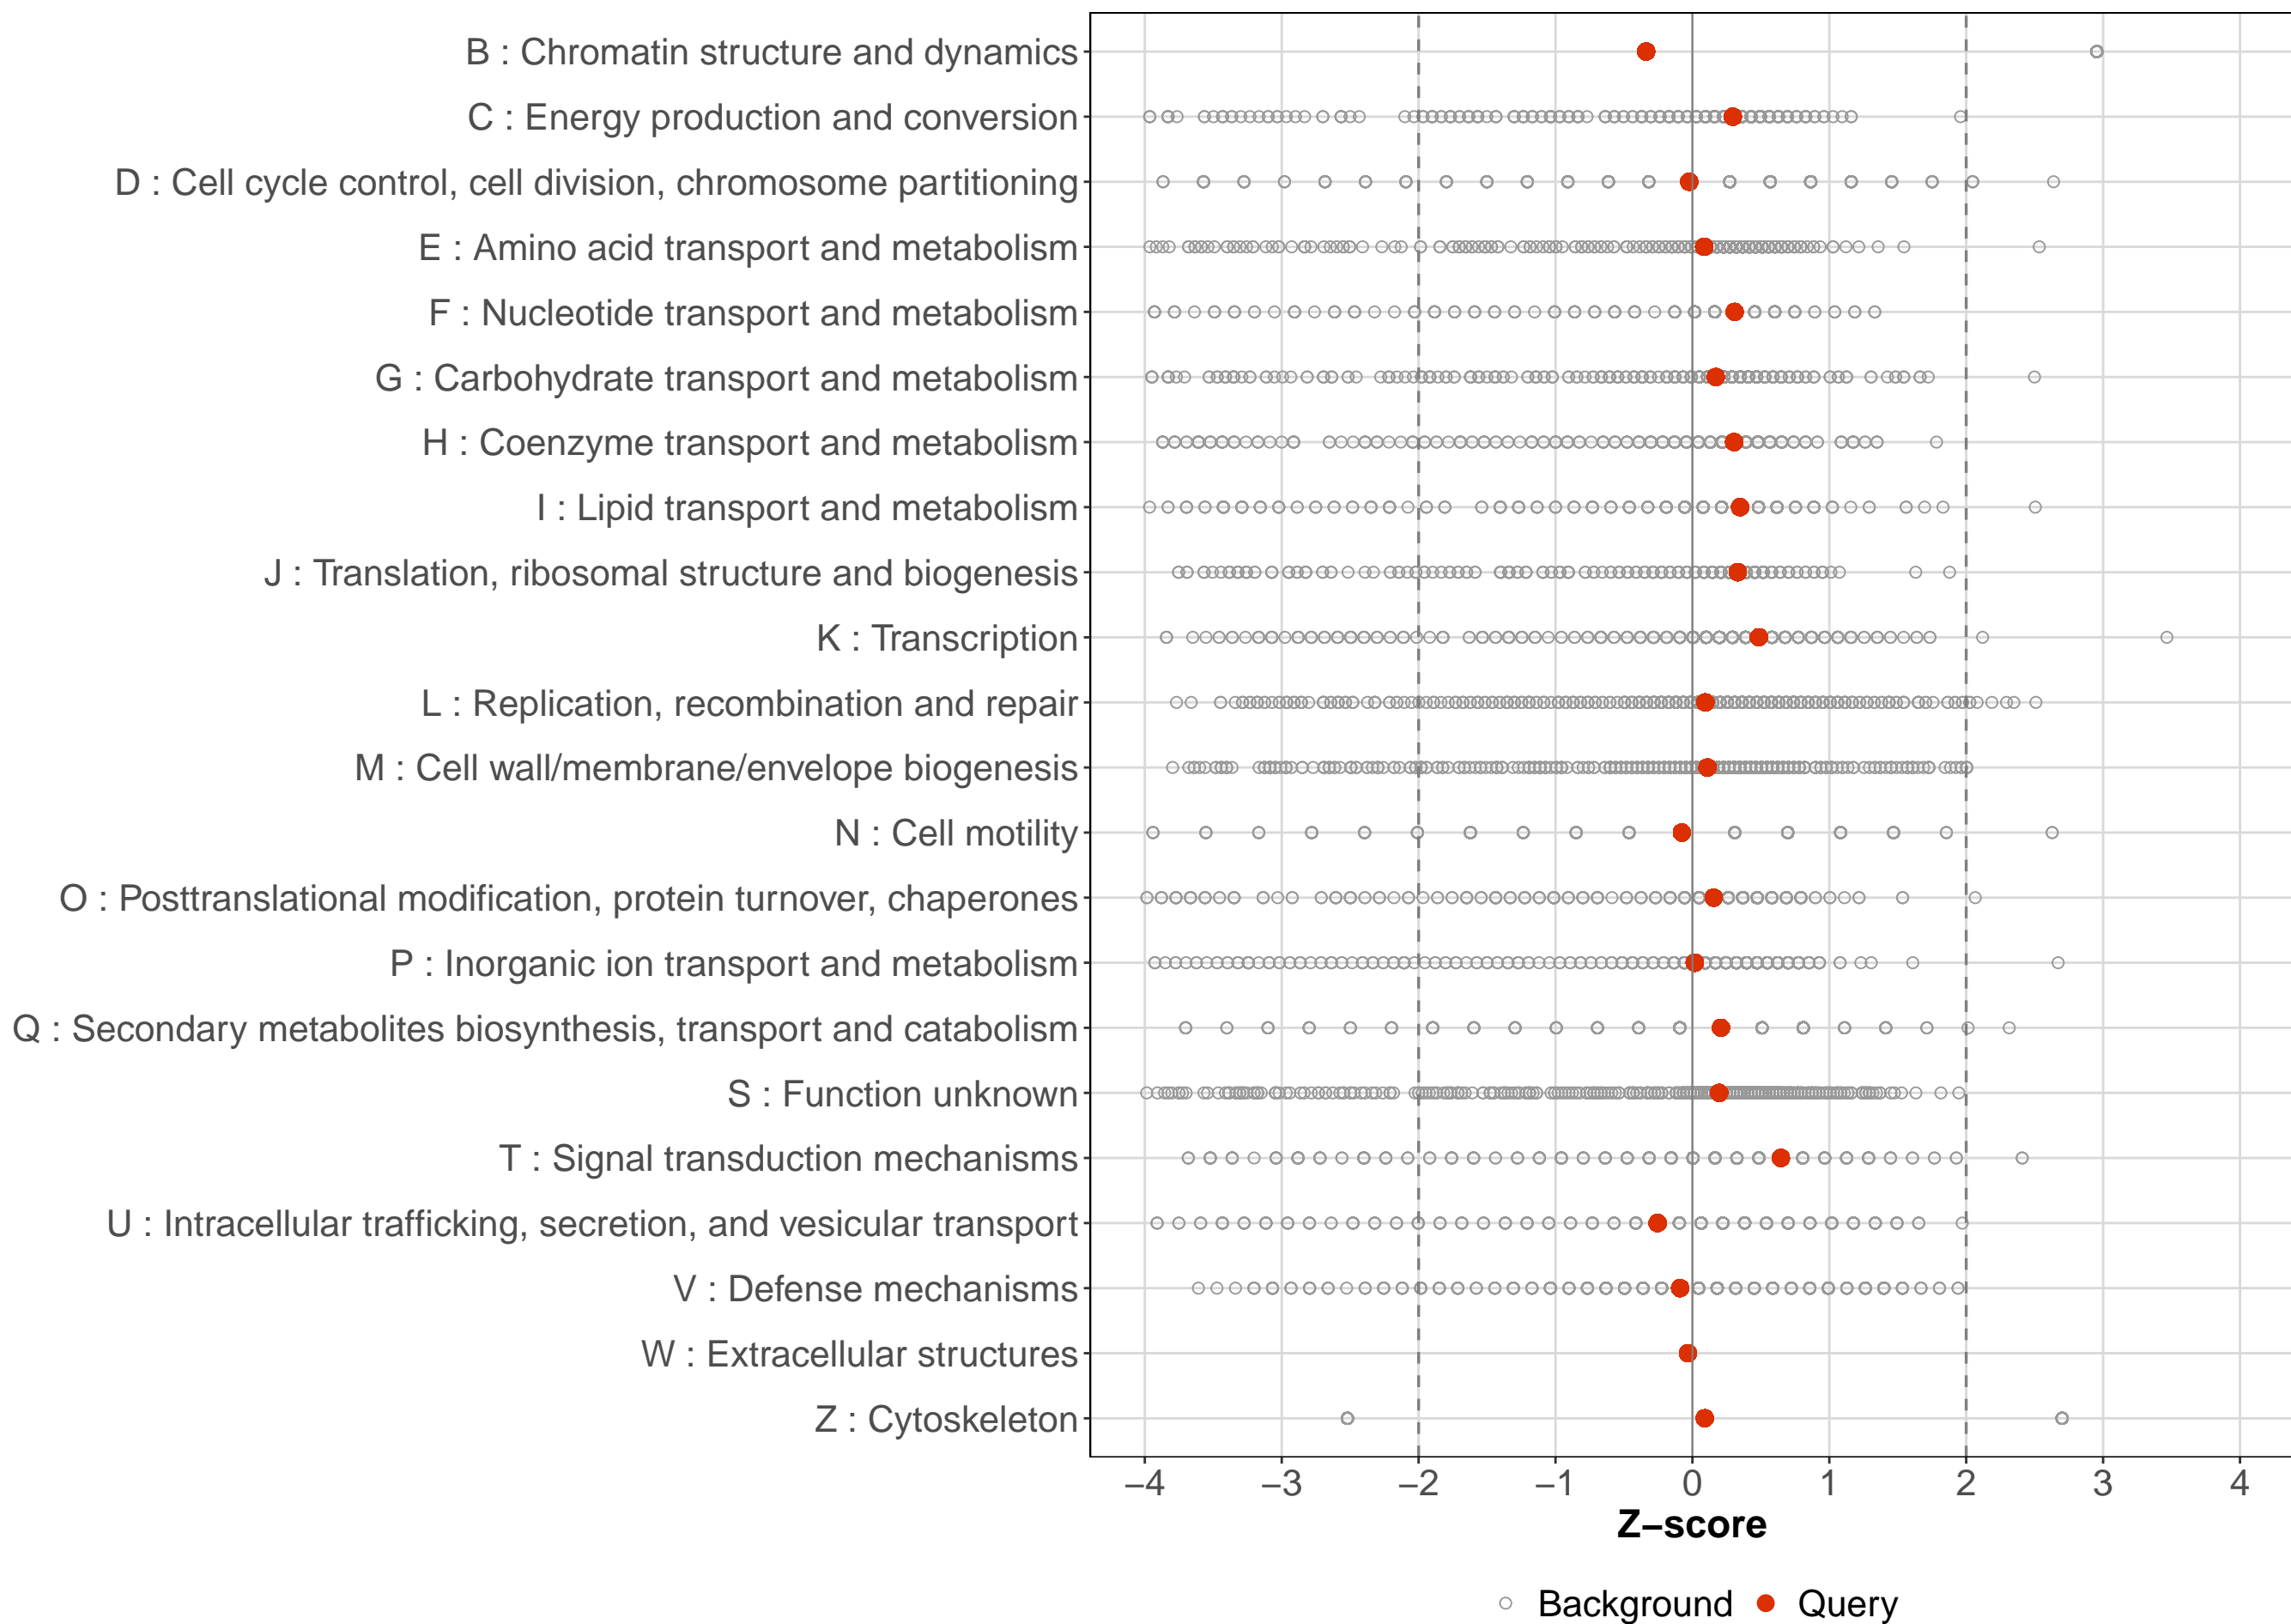 B : Chromatin structure and dynamics
C : Energy production and conversion
D : Cell cycle control, cell division, chromosome partitioning
E : Amino acid transport and metabolism
F : Nucleotide transport and metabolism
G : Carbohydrate transport and metabolism
H : Coenzyme transport and metabolism
I : Lipid transport and metabolism
J : Translation, ribosomal structure and biogenesis
K : Transcription
L : Replication, recombination and repair
M : Cell wall/membrane/envelope biogenesis
N : Cell motility
O : Posttranslational modification, protein turnover, chaperones
P : Inorganic ion transport and metabolism
Q : Secondary metabolites biosynthesis, transport and catabolism
S : Function unknown
T : Signal transduction mechanisms
U : Intracellular trafficking, secretion, and vesicular transport
V : Defense mechanisms
W : Extracellular structures
Z : Cytoskeleton
−4 −3 −2 −1 0 1 2 3 4
Z−score
Background Query